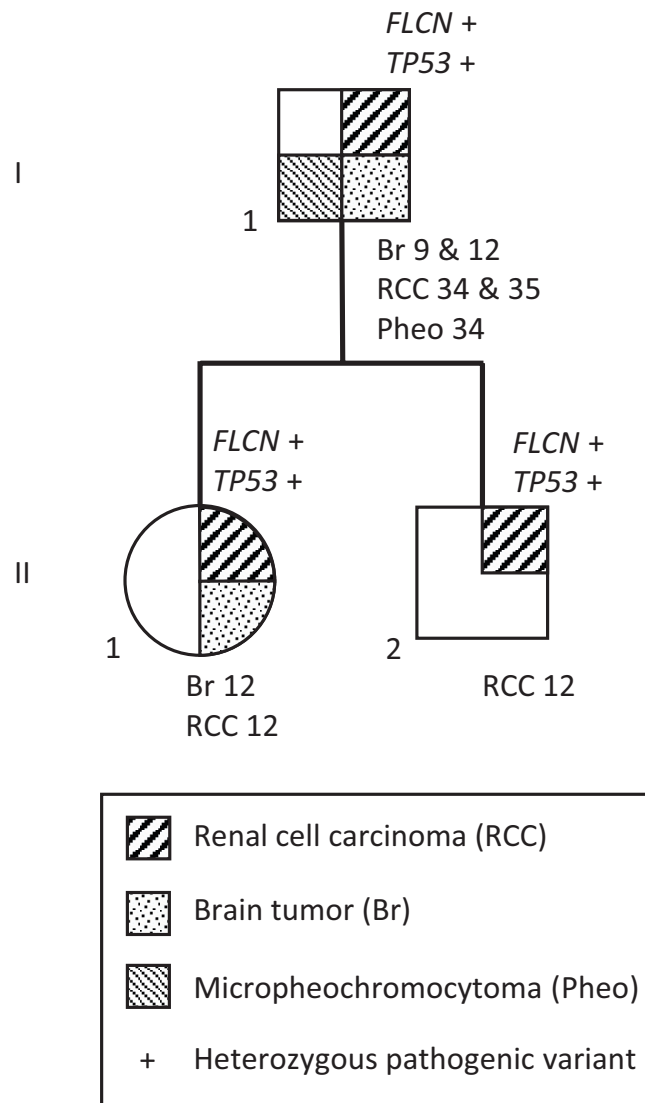 FLCN +
TP53 +
I
1
Br 9 & 12
RCC 34 & 35
Pheo 34
FLCN +
TP53 +
FLCN +
TP53 +
II
1
2
Br 12
RCC 12
RCC 12
Renal cell carcinoma (RCC)
Brain tumor (Br)
Micropheochromocytoma (Pheo)
+ Heterozygous pathogenic variant